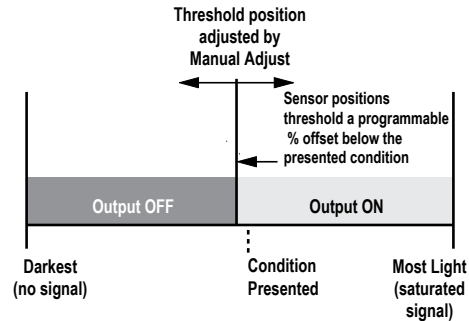 Threshold position
adjusted by
Manual Adjust
Sensor positions
threshold a programmable
% offset below the
presented condition
Output OFF
Output ON
Darkest
(no signal)
Condition
Presented
Most Light
(saturated
signal)